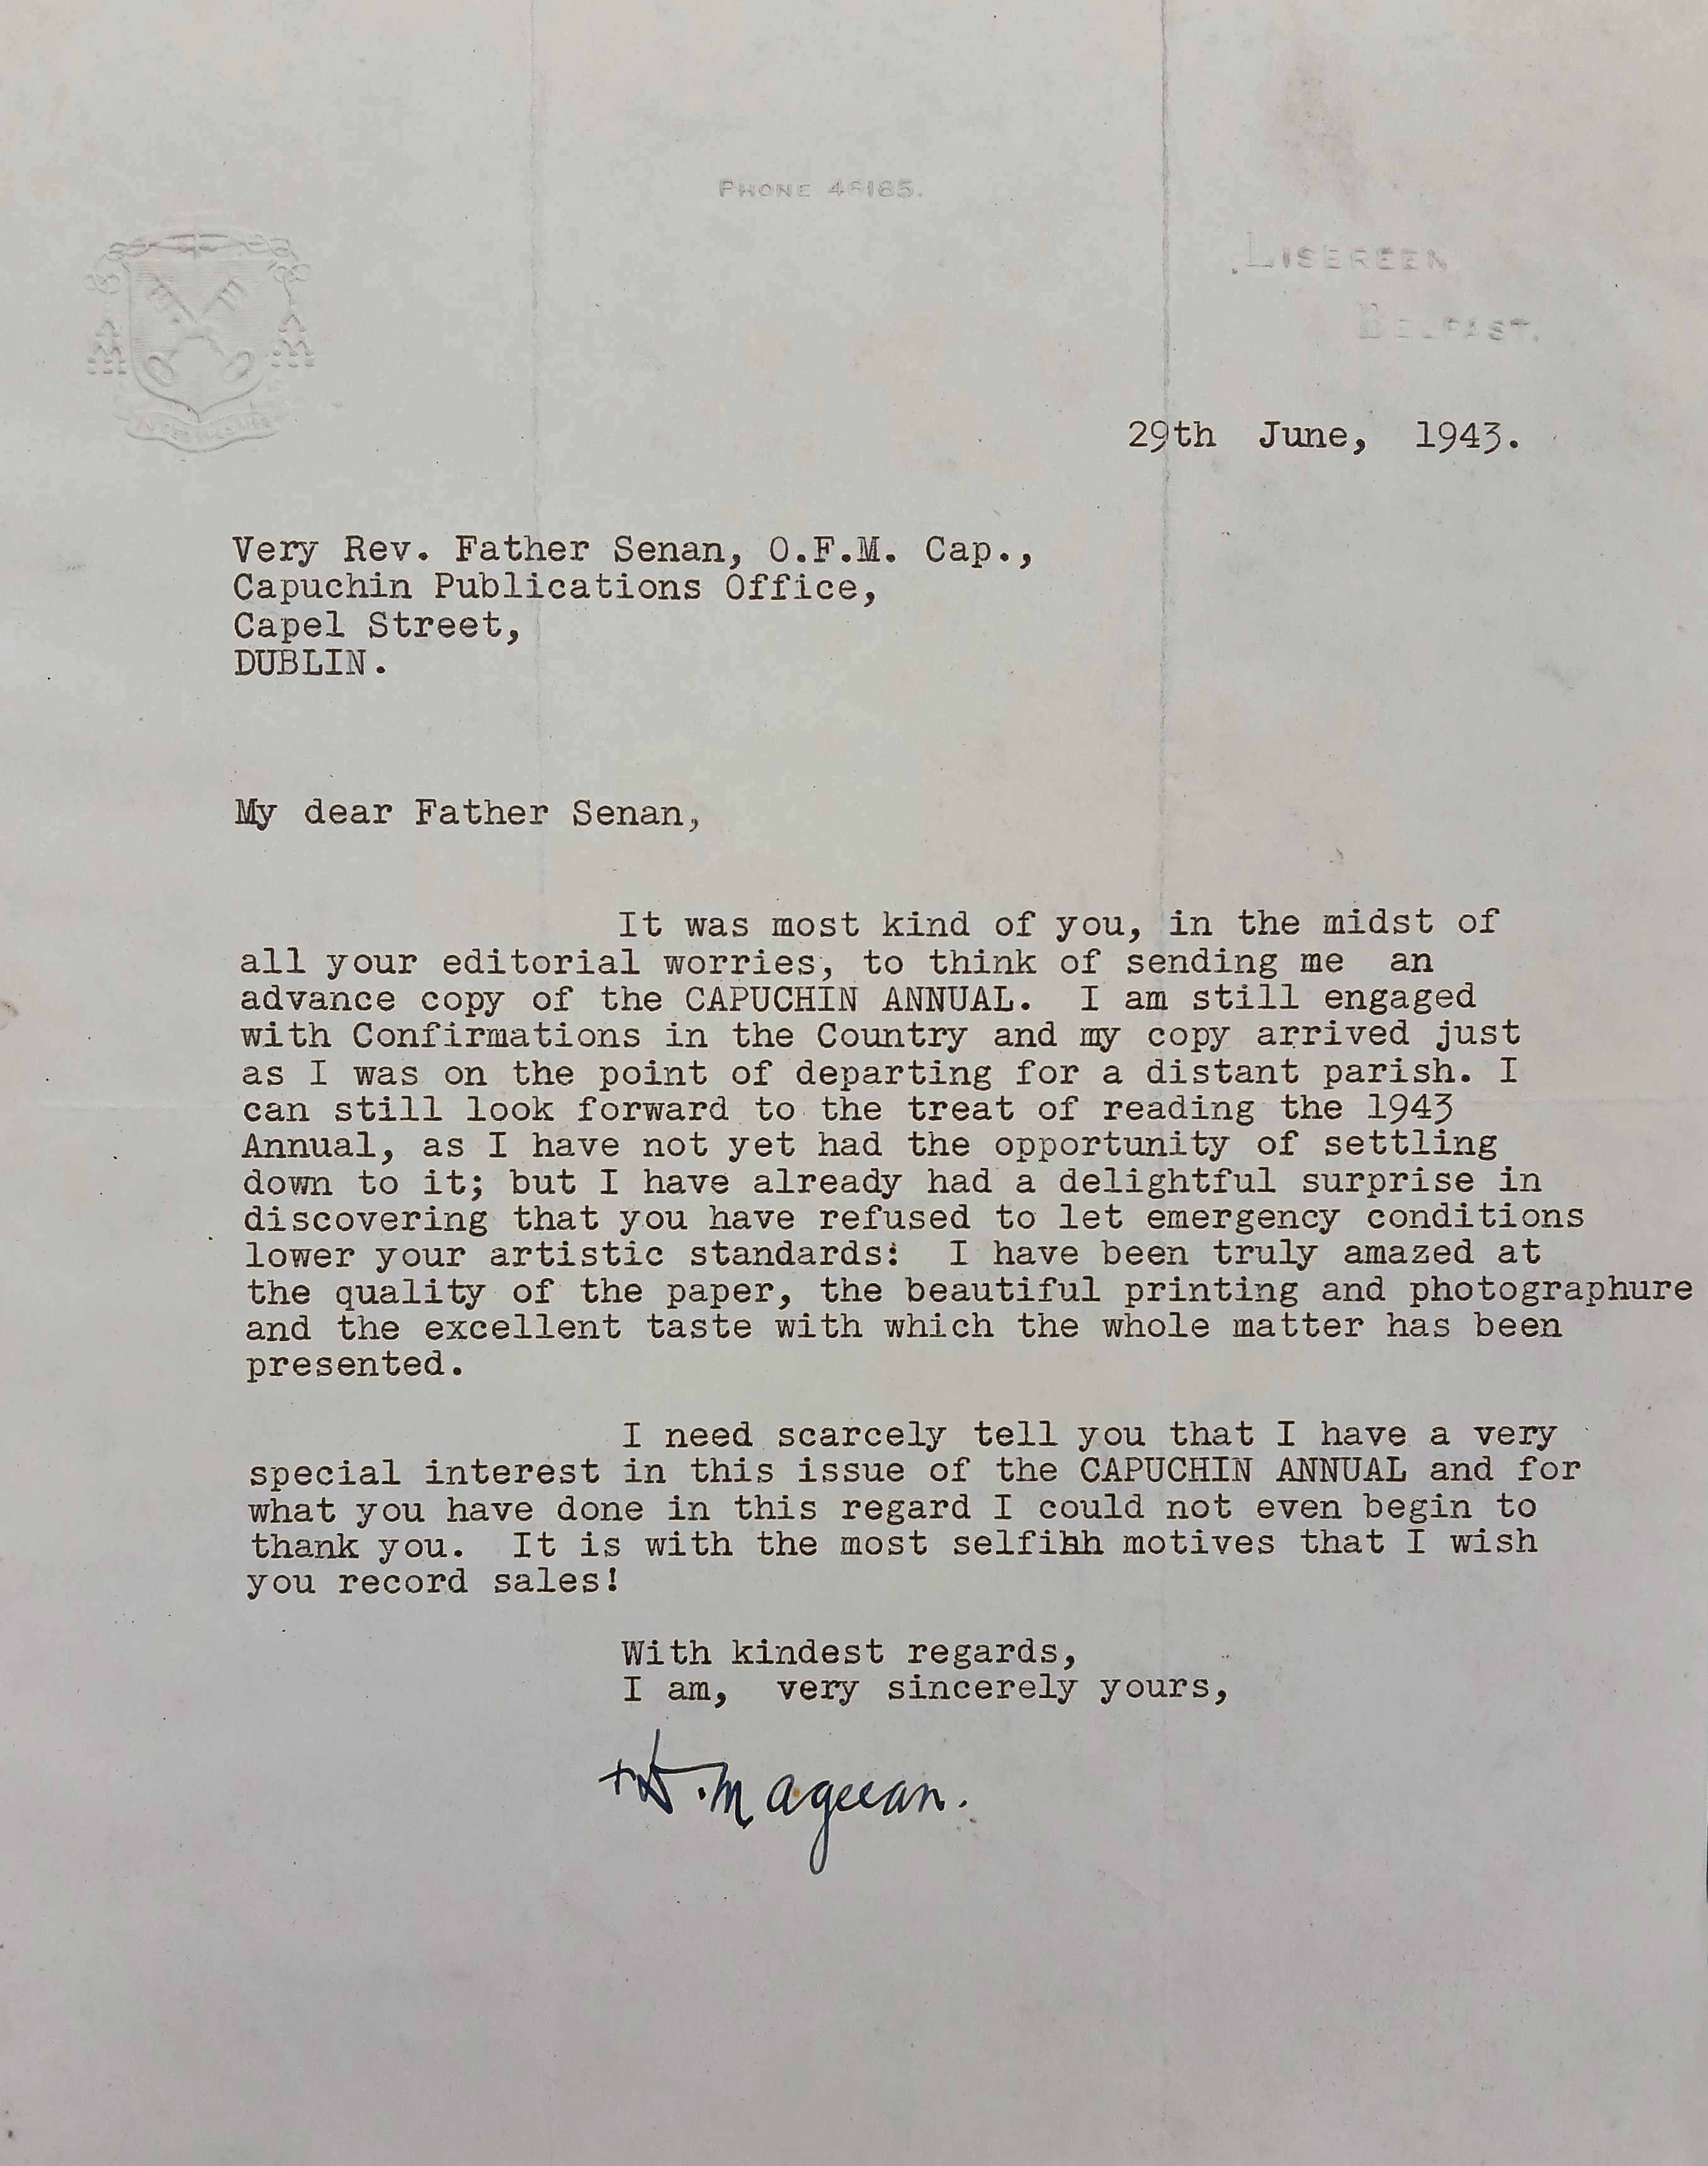 PHONE 46185.
LISBREEN,
BELFAST.
29th June, 1943.
Very Rev. Father Senan, O.F.M. Cap.,
Capuchin Publications Office,
Capel Street,
DUBLIN.
My dear Father Senan,
It was most kind of you, in the midst of
all your editorial worries, to think of sending me an
advance copy of the CAPUCHIN ANNUAL. I am still engaged
with Confirmations in the Country and my copy arrived just
as I was on the point of departing for a distant parish. I
can still look forward to the treat of reading the 1943
Annual, as I have not yet had the opportunity of settling
down to it; but I have already had a delightful surprise in
discovering that you have refused to let emergency conditions
lower your artistic standards: I have been truly amazed at
the quality of the paper, the beautiful printing and photographure
and the excellent taste with which the whole matter has been
presented.
I need scarcely tell you that I have a very
special interest in this issue of the CAPUCHIN ANNUAL and for
what you have done in this regard I could not even begin to
thank you. It is with the most selfihh motives that I wish
you record sales!
With kindest regards,
I am, very sincerely yours,
+D. Mageean.